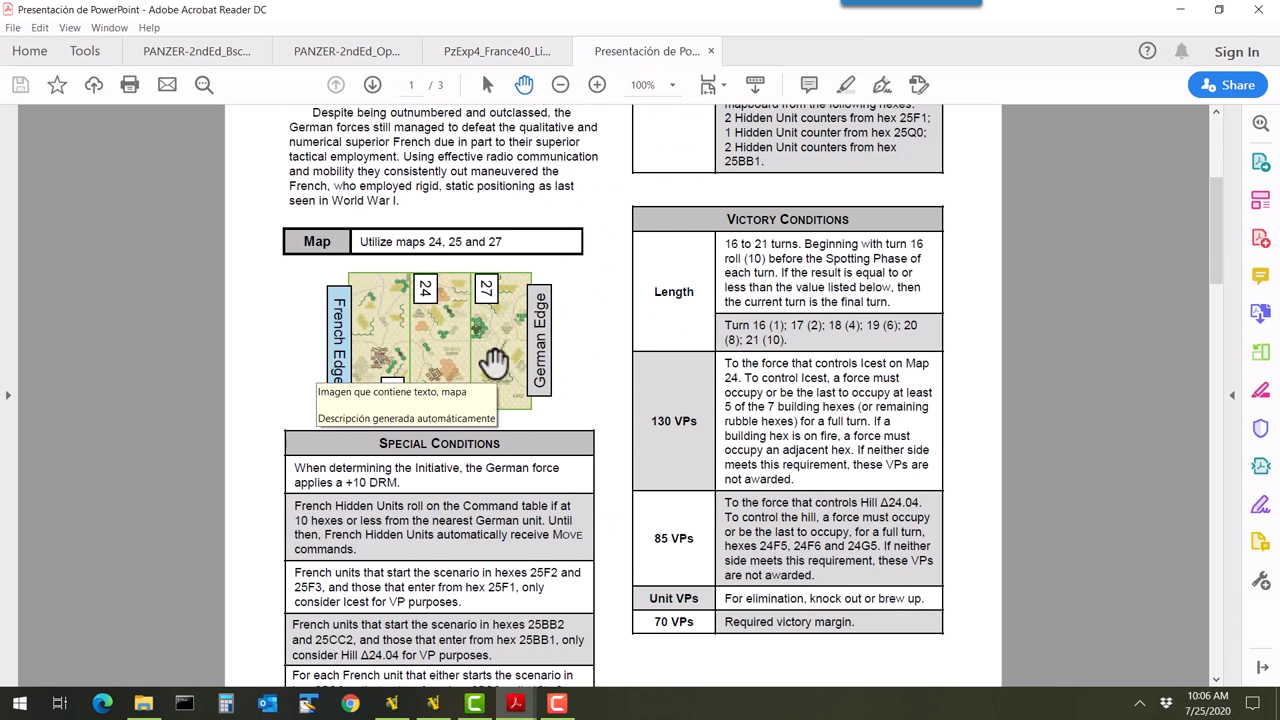 Presentación de PowerPoint - Adobe Acrobat Reader DC
File Edit View Window Help
Home Tools PANZER-2ndEd_Bsc... PANZER-2ndEd_Op... PzExp4_France40_Li... Presentación de Po... × Sign In
1 / 3 100% Share
Despite being outnumbered and outclassed, the
German forces still managed to defeat the qualitative and
numerical superior French due in part to their superior
tactical employment. Using effective radio communication
and mobility they consistently out maneuvered the
French, who employed rigid, static positioning as last
seen in World War I.
Map Utilize maps 24, 25 and 27
French Edge
24
27
German Edge
Imagen que contiene texto, mapa
Descripción generada automáticamente
SPECIAL CONDITIONS
When determining the Initiative, the German force
applies a +10 DRM.
French Hidden Units roll on the Command table if at
10 hexes or less from the nearest German unit. Until
then, French Hidden Units automatically receive MOVE
commands.
French units that start the scenario in hexes 25F2 and
25F3, and those that enter from hex 25F1, only
consider Icest for VP purposes.
French units that start the scenario in hexes 25BB2
and 25CC2, and those that enter from hex 25BB1, only
consider Hill Δ24.04 for VP purposes.
For each French unit that either starts the scenario in
mapboard from the following hexes:
2 Hidden Unit counters from hex 25F1;
1 Hidden Unit counter from hex 25Q0;
2 Hidden Unit counters from hex
25BB1.
VICTORY CONDITIONS
Length
16 to 21 turns. Beginning with turn 16
roll (10) before the Spotting Phase of
each turn. If the result is equal to or
less than the value listed below, then
the current turn is the final turn.
Turn 16 (1); 17 (2); 18 (4); 19 (6); 20
(8); 21 (10).
130 VPs
To the force that controls Icest on Map
24. To control Icest, a force must
occupy or be the last to occupy at least
5 of the 7 building hexes (or remaining
rubble hexes) for a full turn. If a
building hex is on fire, a force must
occupy an adjacent hex. If neither side
meets this requirement, these VPs are
not awarded.
85 VPs
To the force that controls Hill Δ24.04.
To control the hill, a force must occupy
or be the last to occupy, for a full turn,
hexes 24F5, 24F6 and 24G5. If neither
side meets this requirement, these VPs
are not awarded.
Unit VPs For elimination, knock out or brew up.
70 VPs Required victory margin.
10:06 AM
7/25/2020